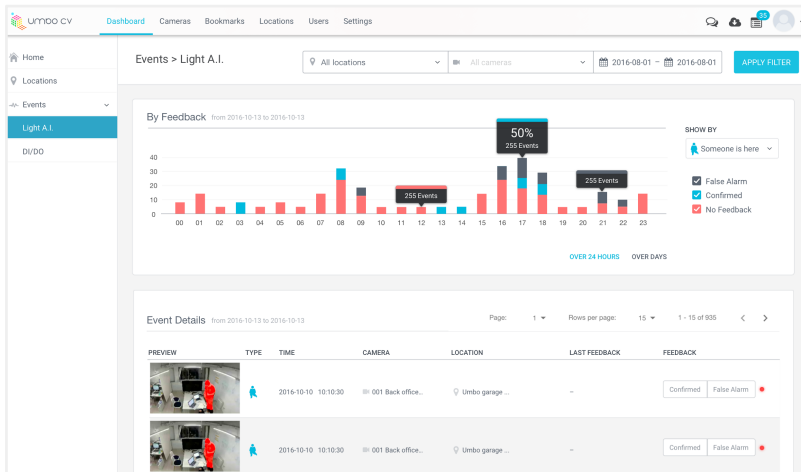 umbo cv Dashboard Cameras Bookmarks Locations Users Settings 35
Home
Locations
Events
Light A.I.
DI/DO
Events > Light A.I. All locations All cameras 2016-08-01 – 2016-08-01 APPLY FILTER
By Feedback from 2016-10-13 to 2016-10-13
50%
255 Events
255 Events
255 Events
40
30
20
10
0
00 01 02 03 04 05 06 07 08 09 10 11 12 13 14 15 16 17 18 19 20 21 22 23
OVER 24 HOURS OVER DAYS
SHOW BY
Someone is here
False Alarm
Confirmed
No Feedback
Event Details from 2016-10-13 to 2016-10-13 Page: 1 Rows per page: 15 1 - 15 of 935
PREVIEW TYPE TIME CAMERA LOCATION LAST FEEDBACK FEEDBACK
2016-10-10 10:10:30 001 Back office... Umbo garage ... – Confirmed False Alarm
2016-10-10 10:10:30 001 Back office... Umbo garage ... – Confirmed False Alarm